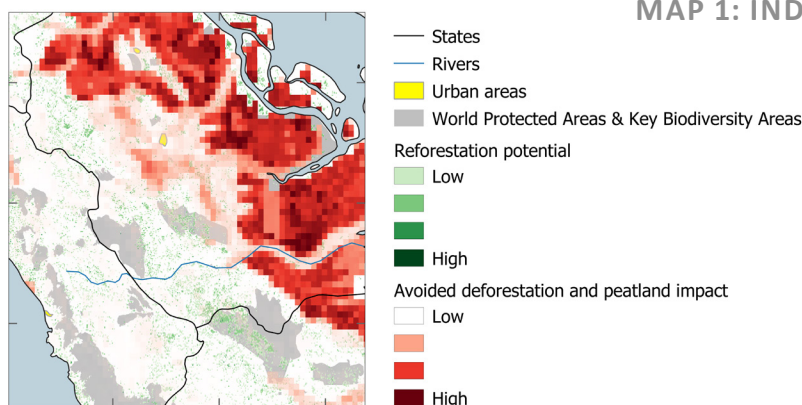 MAP 1: IND
States
Rivers
Urban areas
World Protected Areas & Key Biodiversity Areas
Reforestation potential
Low
High
Avoided deforestation and peatland impact
Low
High